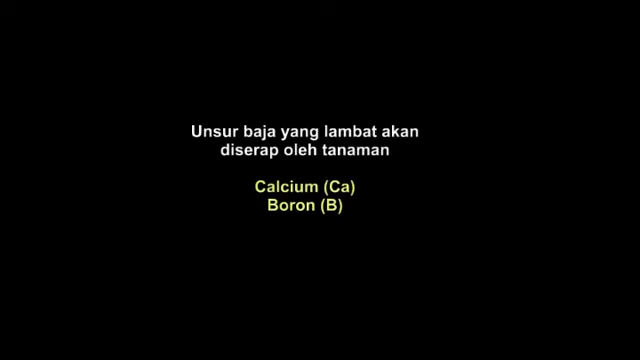 Unsur baja yang lambat akan
diserap oleh tanaman
Calcium (Ca)
Boron (B)